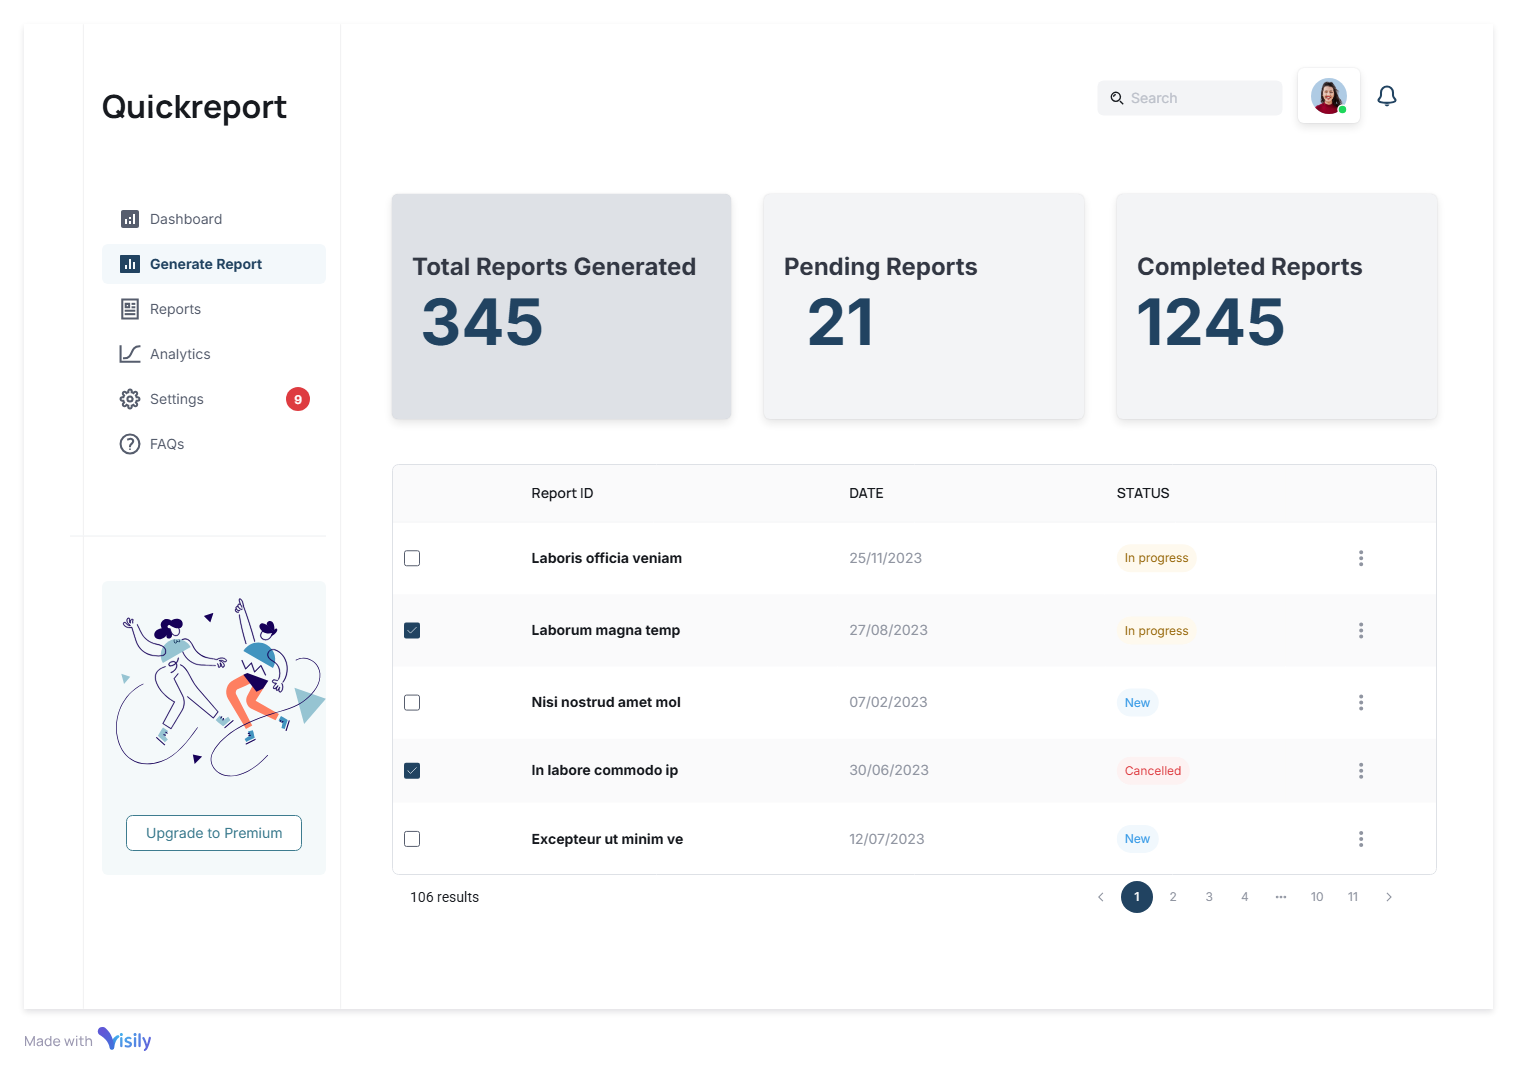 Quickreport
Search
Dashboard
Generate Report
Reports
Analytics
Settings
9
FAQs
Upgrade to Premium
Total Reports Generated
345
Pending Reports
21
Completed Reports
1245
Report ID DATE STATUS
Laboris officia veniam 25/11/2023 In progress
Laborum magna temp 27/08/2023 In progress
Nisi nostrud amet mol 07/02/2023 New
In labore commodo ip 30/06/2023 Cancelled
Excepteur ut minim ve 12/07/2023 New
106 results
1 2 3 4 ••• 10 11
Made with Visily